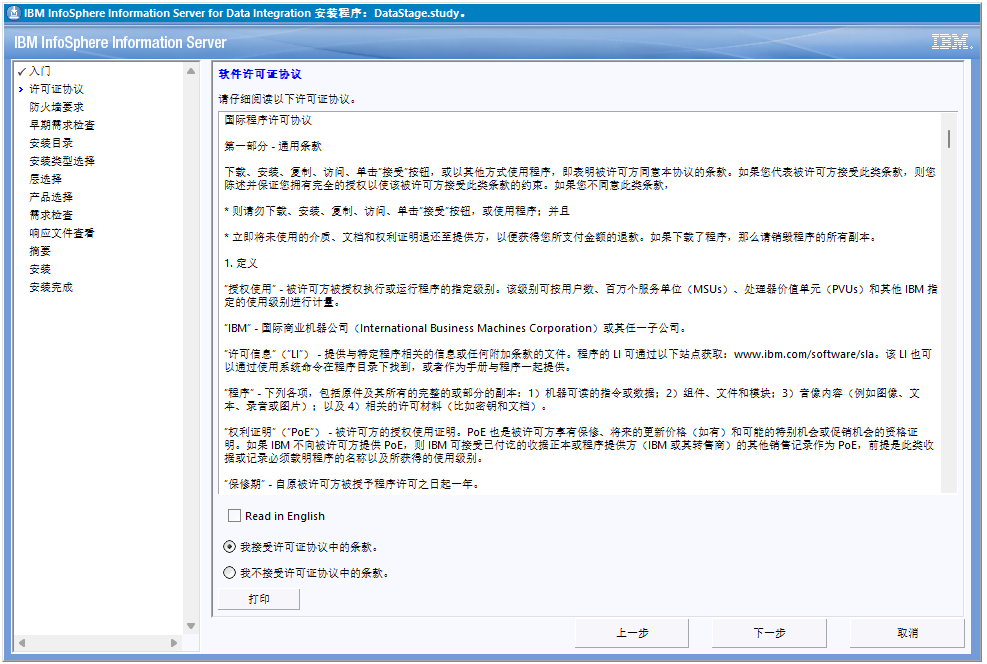 IBM InfoSphere Information Server for Data Integration 安装程序：DataStage.study。
IBM InfoSphere Information Server
IBM.
入门
许可证协议
防火墙要求
早期需求检查
安装目录
安装类型选择
层选择
产品选择
需求检查
响应文件查看
摘要
安装
安装完成
软件许可证协议
请仔细阅读以下许可证协议。
国际程序许可协议
第一部分 - 通用条款
下载、安装、复制、访问、单击“接受”按钮，或以其他方式使用程序，即表明被许可方同意本协议的条款。如果您代表被许可方接受此类条款，则您
陈述并保证您拥有完全的授权以使该被许可方接受此类条款的约束。如果您不同意此类条款，
* 则请勿下载、安装、复制、访问、单击“接受”按钮，或使用程序；并且
* 立即将未使用的介质、文档和权利证明退还至提供方，以便获得您所支付金额的退款。如果下载了程序，那么请销毁程序的所有副本。
1. 定义
“授权使用” - 被许可方被授权执行或运行程序的指定级别。该级别可按用户数、百万个服务单位（MSUs）、处理器价值单元（PVUs）和其他 IBM 指
定的使用级别进行计量。
“IBM” - 国际商业机器公司（International Business Machines Corporation）或其任一子公司。
“许可信息”（“LI”） - 提供与特定程序相关的信息或任何附加条款的文件。程序的 LI 可通过以下站点获取：www.ibm.com/software/sla。该 LI 也可
以通过使用系统命令在程序目录下找到，或者作为手册与程序一起提供。
“程序” - 下列各项，包括原件及其所有的完整的或部分的副本：1）机器可读的指令或数据；2）组件、文件和模块；3）音像内容（例如图像、文
本、录音或图片）；以及 4）相关的许可材料（比如密钥和文档）。
“权利证明”（“PoE”） - 被许可方的授权使用证明。PoE 也是被许可方享有保修、将来的更新价格（如有）和可能的特别机会或促销机会的资格证
明。如果 IBM 不向被许可方提供 PoE，则 IBM 可接受已付讫的收据正本或程序提供方（IBM 或其转售商）的其他销售记录作为 PoE，前提是此类收
据或记录必须载明程序的名称以及所获得的使用级别。
“保修期” - 自原被许可方被授予程序许可之日起一年。
Read in English
我接受许可证协议中的条款。
我不接受许可证协议中的条款。
打印
上一步
下一步
取消